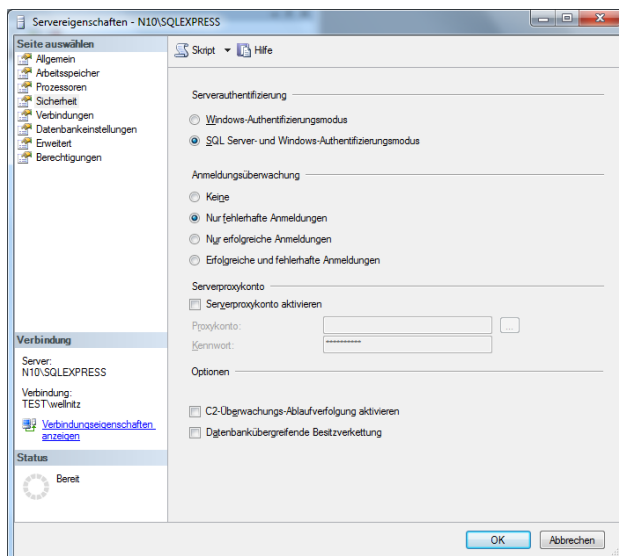 Servereigenschaften - N10\SQLEXPRESS
Seite auswählen
Allgemein
Arbeitsspeicher
Prozessoren
Sicherheit
Verbindungen
Datenbankeinstellungen
Erweitert
Berechtigungen
Verbindung
Server:
N10\SQLEXPRESS
Verbindung:
TEST\wellnitz
Verbindungseigenschaften
anzeigen
Status
Bereit
Skript
Hilfe
Serverauthentifizierung
Windows-Authentifizierungsmodus
SQL Server- und Windows-Authentifizierungsmodus
Anmeldungsüberwachung
Keine
Nur fehlerhafte Anmeldungen
Nur erfolgreiche Anmeldungen
Erfolgreiche und fehlerhafte Anmeldungen
Serverproxykonto
Serverproxykonto aktivieren
Proxykonto:
...
Kennwort:
**********
Optionen
C2-Überwachungs-Ablaufverfolgung aktivieren
Datenbankübergreifende Besitzverkettung
OK
Abbrechen